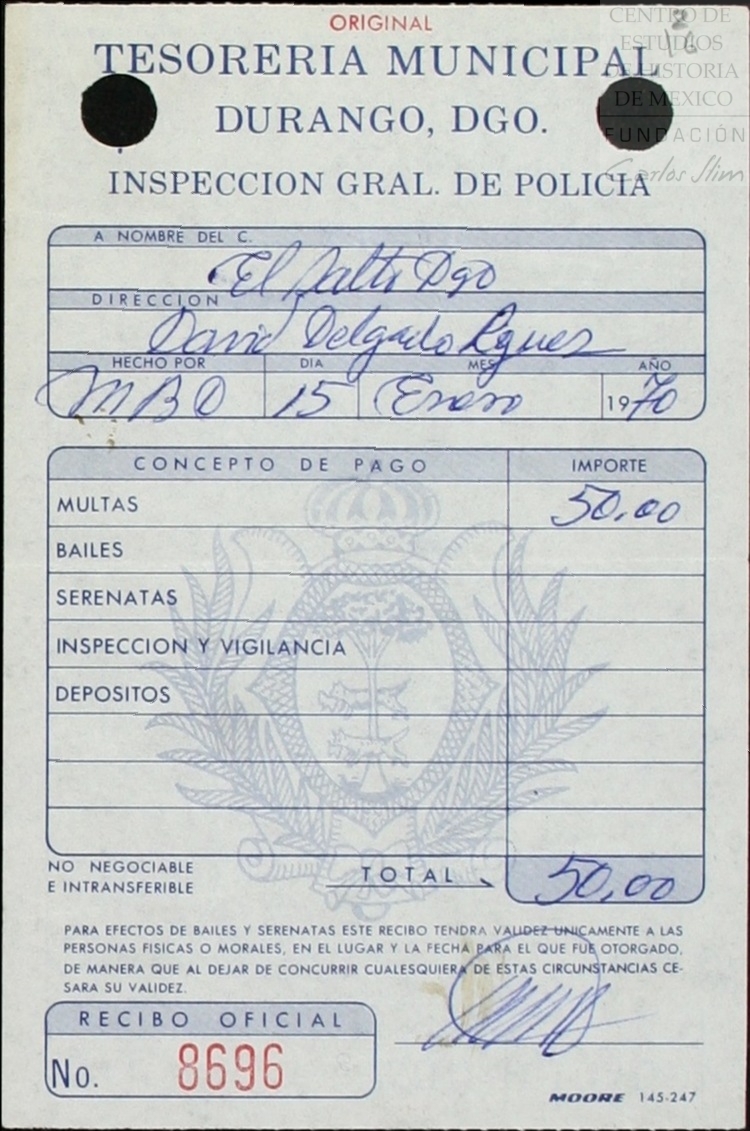 ORIGINAL
TESORERIA MUNICIPAL
DURANGO, DGO.
INSPECCION GRAL. DE POLICIA
CENTRO DE
ESTUDIOS
DE HISTORIA
DE MEXICO
FUNDACIÓN
Carlos Slim
A NOMBRE DEL C.
El Salto Dgo
DIRECCION
David Delgado Rguez
HECHO POR DIA MES AÑO
MBO 15 Enero 1970
CONCEPTO DE PAGO IMPORTE
MULTAS 50.00
BAILES
SERENATAS
INSPECCION Y VIGILANCIA
DEPOSITOS
NO NEGOCIABLE
E INTRANSFERIBLE
TOTAL 50,00
PARA EFECTOS DE BAILES Y SERENATAS ESTE RECIBO TENDRA VALIDEZ UNICAMENTE A LAS
PERSONAS FISICAS O MORALES, EN EL LUGAR Y LA FECHA PARA EL QUE FUE OTORGADO,
DE MANERA QUE AL DEJAR DE CONCURRIR CUALESQUIERA DE ESTAS CIRCUNSTANCIAS CE-
SARA SU VALIDEZ.
RECIBO OFICIAL
No. 8696
MOORE 145-247